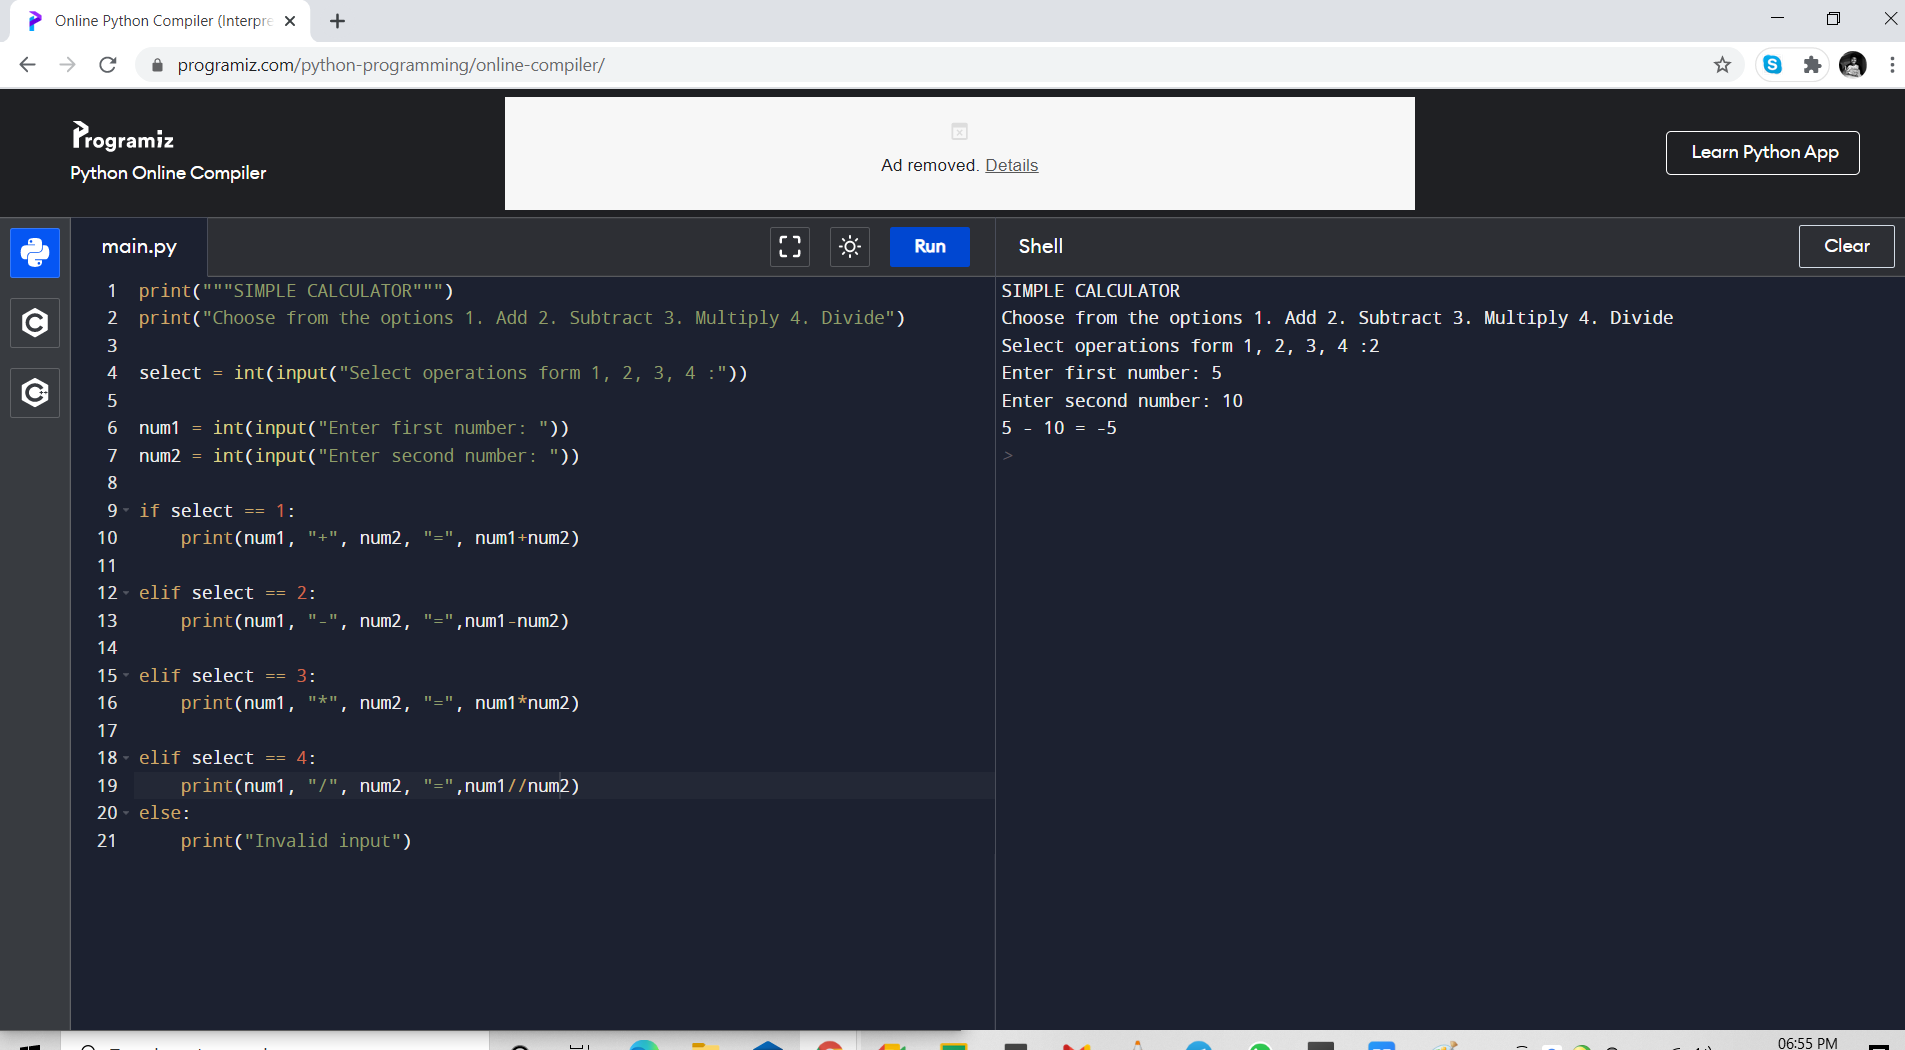 Online Python Compiler (Interpre
programiz.com/python-programming/online-compiler/
Programiz
Python Online Compiler
Ad removed. Details
Learn Python App
main.py
Run
Shell
Clear
1 print("""SIMPLE CALCULATOR""")
2 print("Choose from the options 1. Add 2. Subtract 3. Multiply 4. Divide")
3
4 select = int(input("Select operations form 1, 2, 3, 4 :"))
5
6 num1 = int(input("Enter first number: "))
7 num2 = int(input("Enter second number: "))
8
9 if select == 1:
10     print(num1, "+", num2, "=", num1+num2)
11
12 elif select == 2:
13     print(num1, "-", num2, "=",num1-num2)
14
15 elif select == 3:
16     print(num1, "*", num2, "=", num1*num2)
17
18 elif select == 4:
19     print(num1, "/", num2, "=",num1//num2)
20 else:
21     print("Invalid input")
SIMPLE CALCULATOR
Choose from the options 1. Add 2. Subtract 3. Multiply 4. Divide
Select operations form 1, 2, 3, 4 :2
Enter first number: 5
Enter second number: 10
5 - 10 = -5
>
06:55 PM